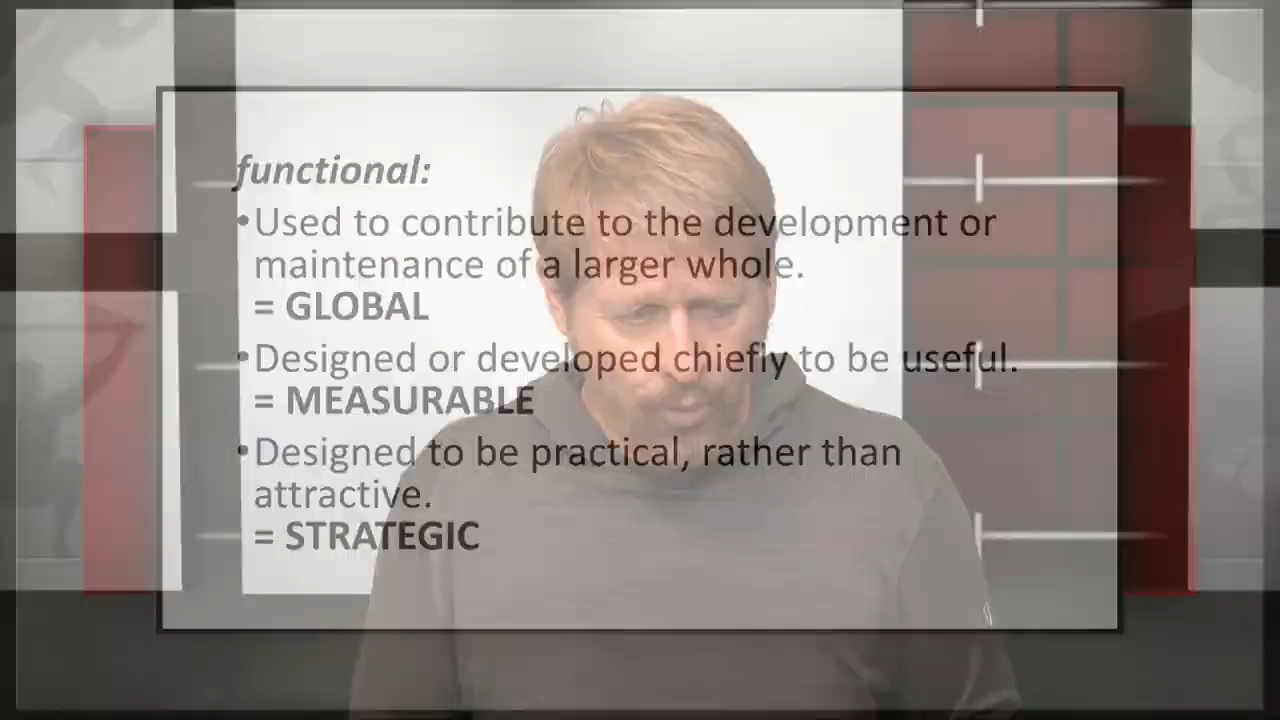 functional:
•Used to contribute to the development or
maintenance of a larger whole.
= GLOBAL
•Designed or developed chiefly to be useful.
= MEASURABLE
•Designed to be practical, rather than
attractive.
= STRATEGIC